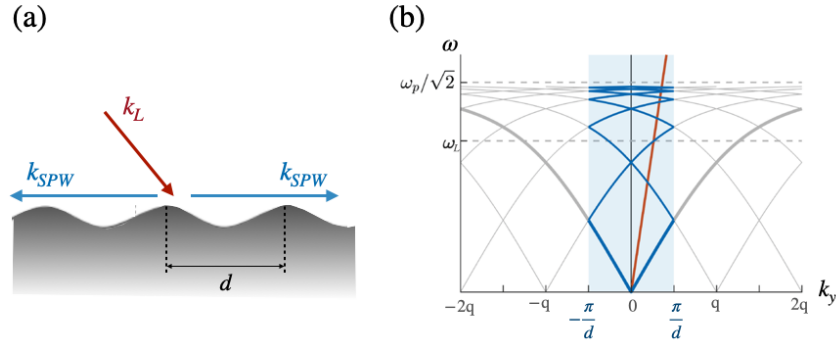 (a)
k_L
k_SPW
k_SPW
d
(b)
ω
ω_p/√2
ω_L
k_y
−2q
−q
0
q
2q
−π/d
π/d